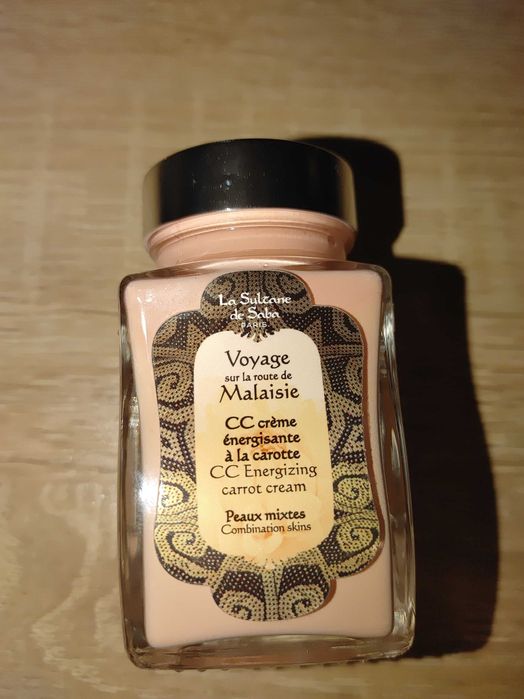 La Sultane
de Saba
PARIS
Voyage
sur la route de
Malaisie
CC crème
énergisante
à la carotte
CC Energizing
carrot cream
Peaux mixtes
Combination skins